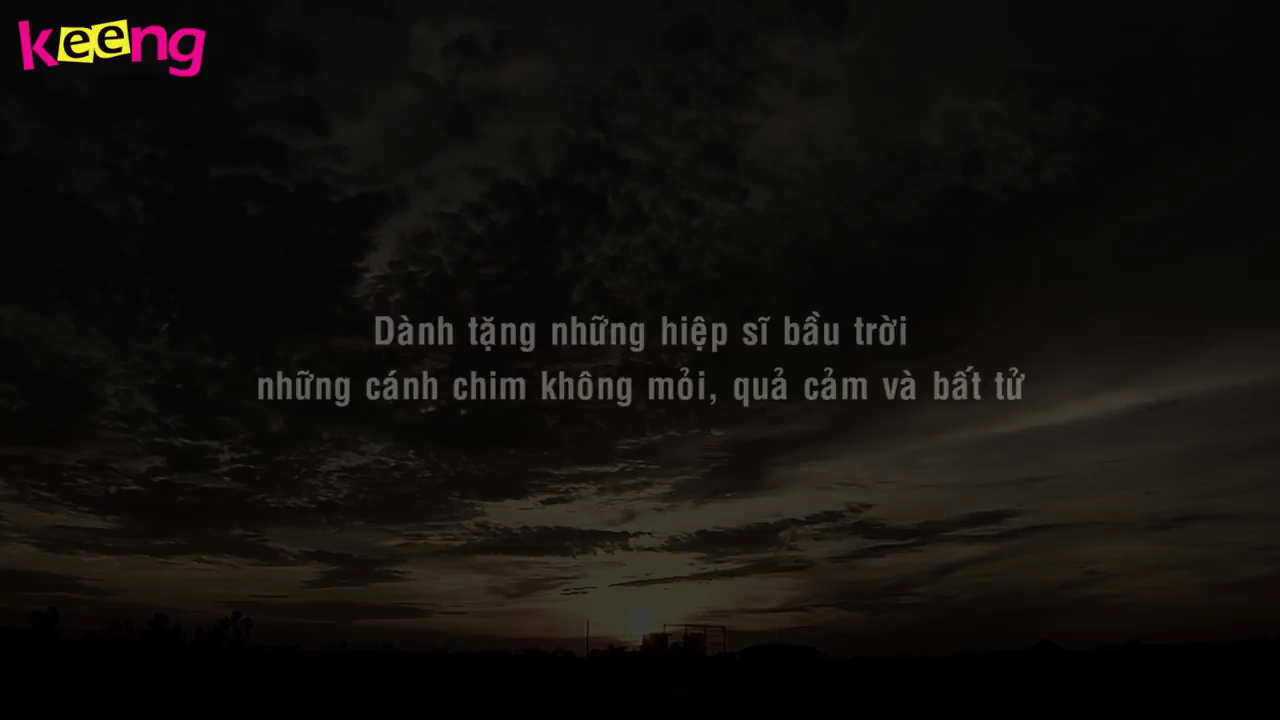 keeng
Dành tặng những hiệp sĩ bầu trời
những cánh chim không mỏi, quả cảm và bất tử